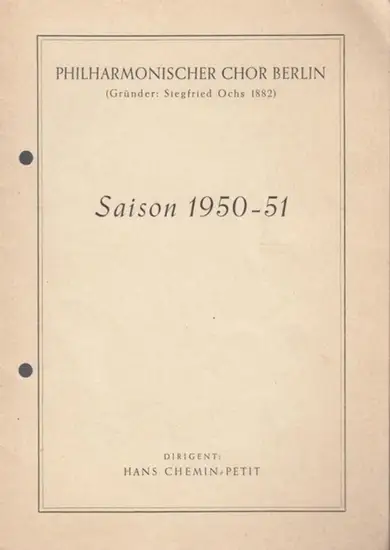 PHILHARMONISCHER CHOR BERLIN
(Gründer: Siegfried Ochs 1882)
Saison 1950-51
DIRIGENT:
HANS CHEMIN-PETIT